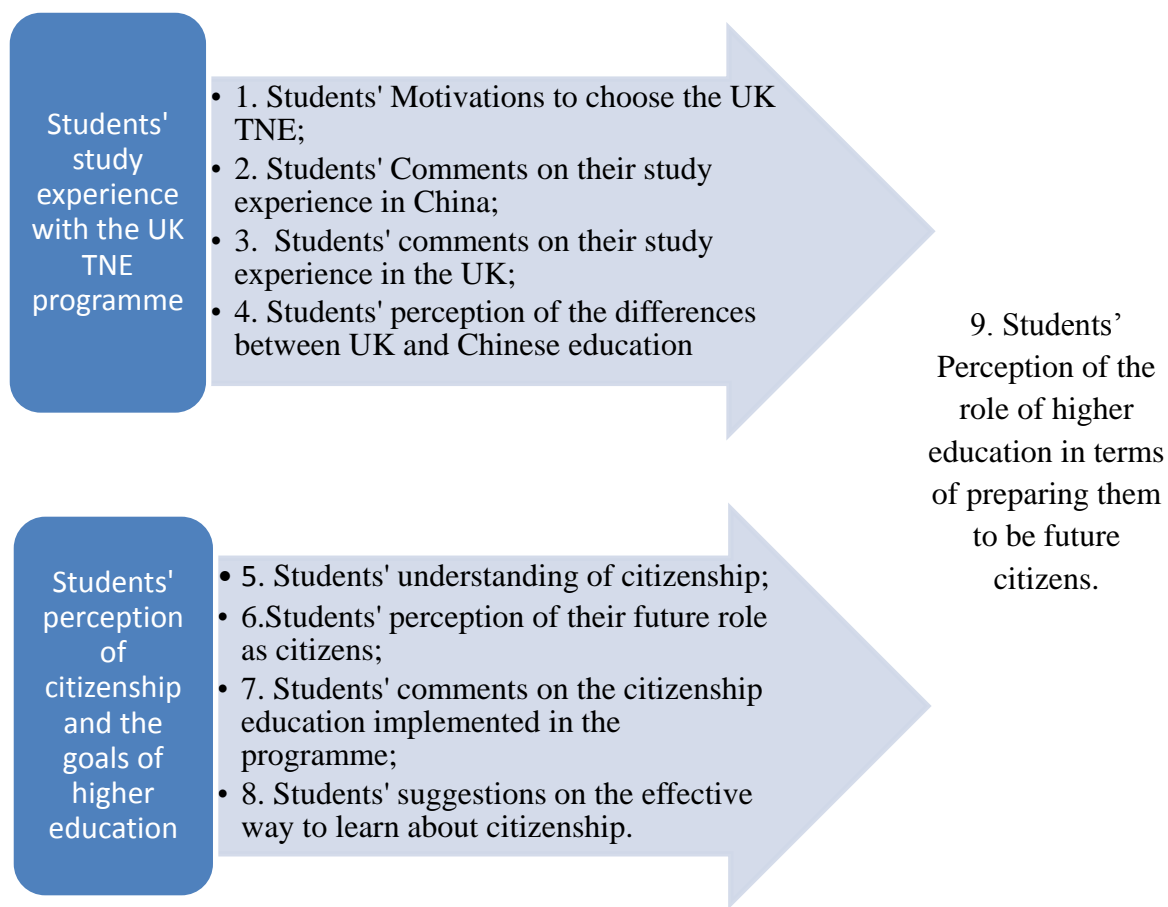 Students'
study
experience
with the UK
TNE
programme
• 1. Students' Motivations to choose the UK
TNE;
• 2. Students' Comments on their study
experience in China;
• 3.  Students' comments on their study
experience in the UK;
• 4. Students' perception of the differences
between UK and Chinese education
Students'
perception
of
citizenship
and the
goals of
higher
education
• 5. Students' understanding of citizenship;
• 6.Students' perception of their future role
as citizens;
• 7. Students' comments on the citizenship
education implemented in the
programme;
• 8. Students' suggestions on the effective
way to learn about citizenship.
9. Students’
Perception of the
role of higher
education in terms
of preparing them
to be future
citizens.